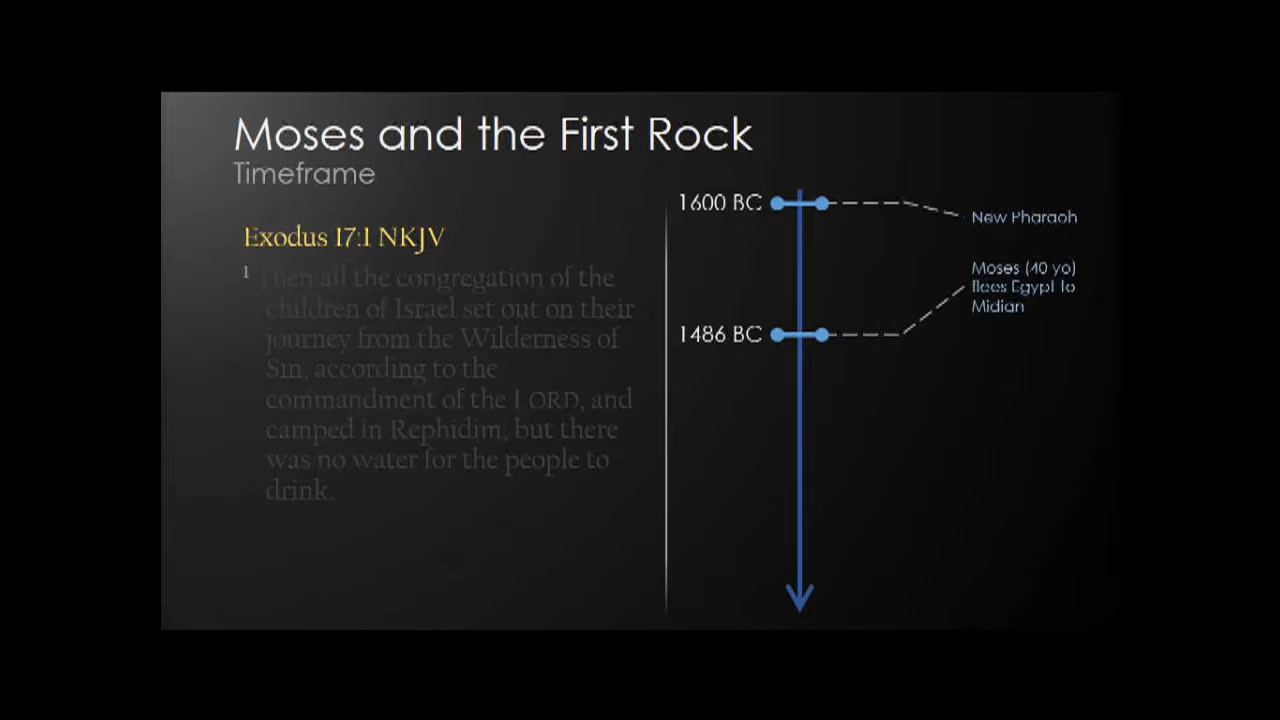 Moses and the First Rock
Timeframe
Exodus 17:1 NKJV
1 Then all the congregation of the
children of Israel set out on their
journey from the Wilderness of
Sin, according to the
commandment of the LORD, and
camped in Rephidim; but there
was no water for the people to
drink.
1600 BC
New Pharaoh
Moses (40 yo)
flees Egypt to
Midian
1486 BC